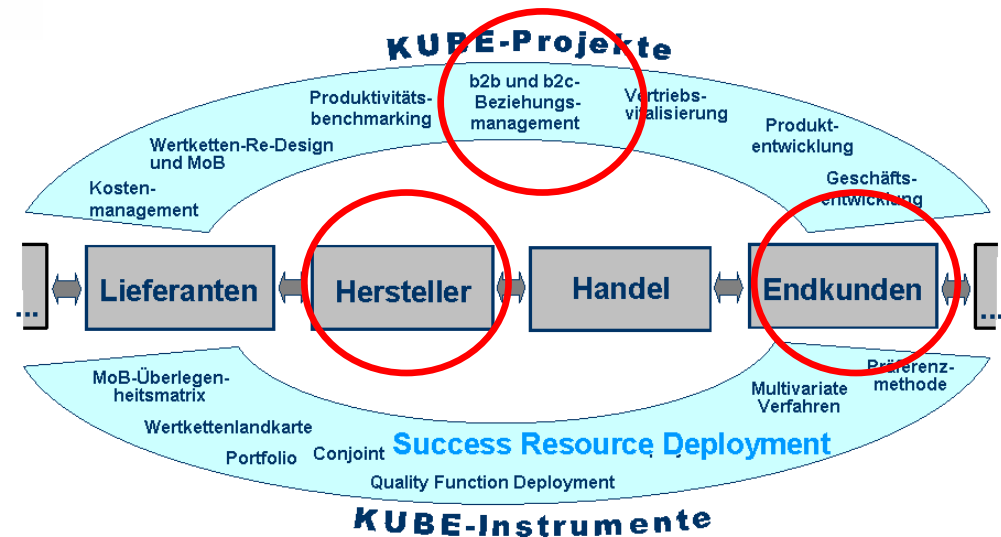 KUBE-Projekte
b2b und b2c-
Beziehungs-
management
Produktivitäts-
benchmarking
Vertriebs-
vitalisierung
Wertketten-Re-Design
und MoB
Produkt-
entwicklung
Kosten-
management
Geschäfts-
entwicklung
...
Lieferanten
Hersteller
Handel
Endkunden
...
MoB-Überlegen-
heitsmatrix
Präferenz-
methode
Multivariate
Verfahren
Wertkettenlandkarte
Portfolio
Conjoint
Success Resource Deployment
Quality Function Deployment
KUBE-Instrumente